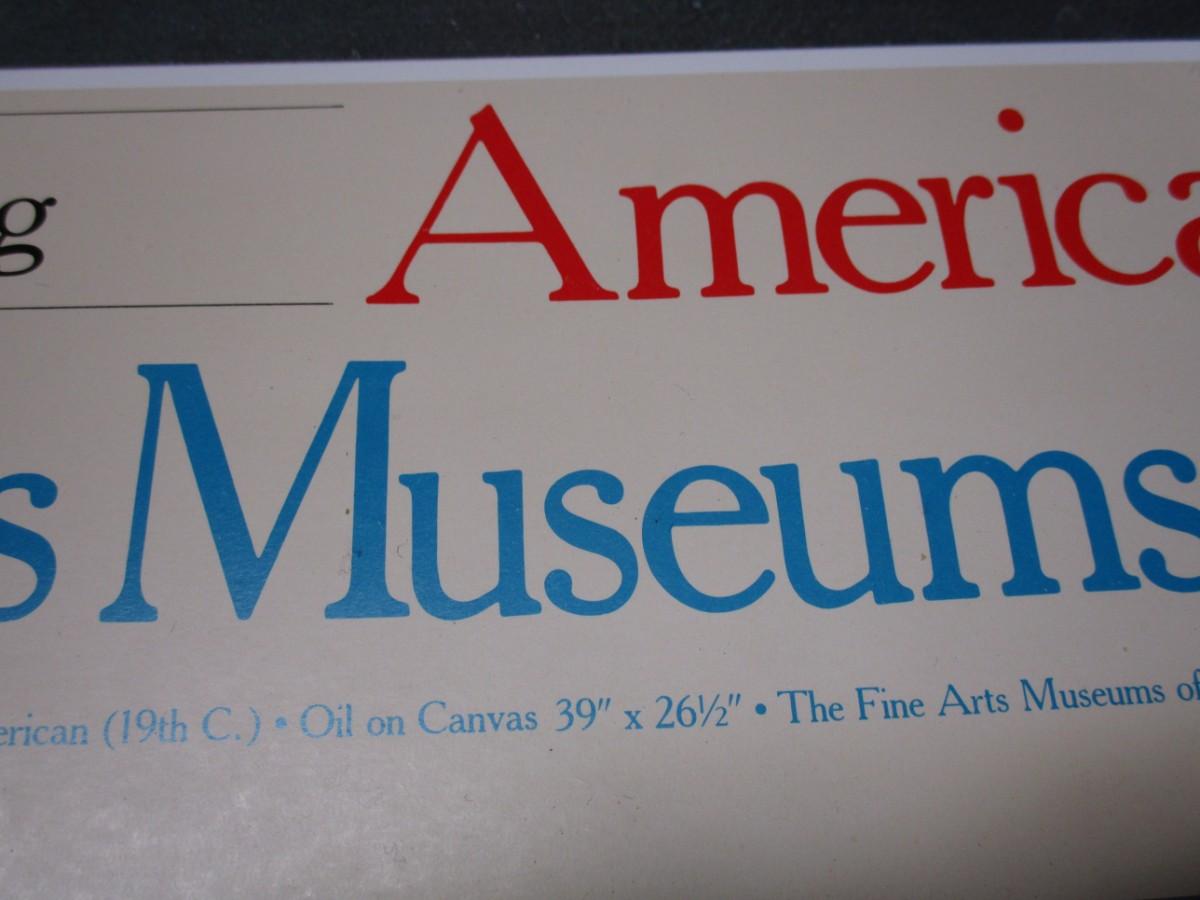 g America
s Museums
erican (19th C.) • Oil on Canvas 39" x 26½" • The Fine Arts Museums of